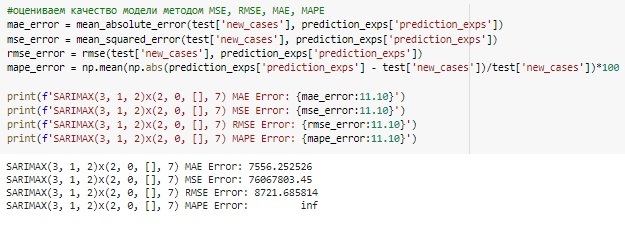 #оцениваем качество модели методом MSE, RMSE, MAE, MAPE
mae_error = mean_absolute_error(test['new_cases'], prediction_exps['prediction_exps'])
mse_error = mean_squared_error(test['new_cases'], prediction_exps['prediction_exps'])
rmse_error = rmse(test['new_cases'], prediction_exps['prediction_exps'])
mape_error = np.mean(np.abs(prediction_exps['prediction_exps'] - test['new_cases'])/test['new_cases'])*100
print(f'SARIMAX(3, 1, 2)x(2, 0, [], 7) MAE Error: {mae_error:11.10}')
print(f'SARIMAX(3, 1, 2)x(2, 0, [], 7) MSE Error: {mse_error:11.10}')
print(f'SARIMAX(3, 1, 2)x(2, 0, [], 7) RMSE Error: {rmse_error:11.10}')
print(f'SARIMAX(3, 1, 2)x(2, 0, [], 7) MAPE Error: {mape_error:11.10}')
SARIMAX(3, 1, 2)x(2, 0, [], 7) MAE Error: 7556.252526
SARIMAX(3, 1, 2)x(2, 0, [], 7) MSE Error: 76067803.45
SARIMAX(3, 1, 2)x(2, 0, [], 7) RMSE Error: 8721.685814
SARIMAX(3, 1, 2)x(2, 0, [], 7) MAPE Error:         inf